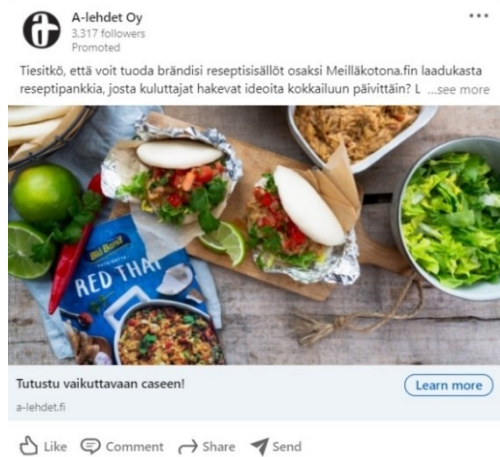 A-lehdet Oy
3,317 followers
Promoted
Tiesitkö, että voit tuoda brändisi reseptisisällöt osaksi Meilläkotona.fin laadukasta
reseptipankkia, josta kuluttajat hakevat ideoita kokkailuun päivittäin? L ...see more
Blå Band
RED THAI
Tutustu vaikuttavaan caseen!
Learn more
a-lehdet.fi
Like Comment Share Send